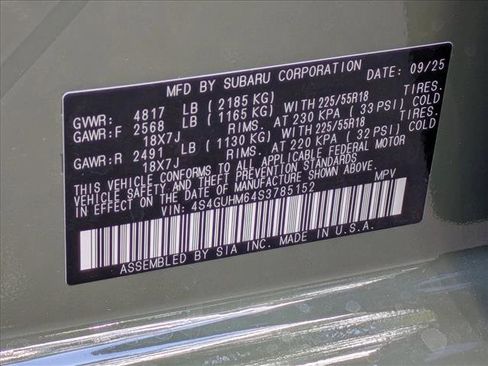 MFD BY SUBARU CORPORATION DATE: 09/25
GVWR: 4817 LB (2185 KG)
GAWR:F 2568 LB (1165 KG) WITH 225/55R18 TIRES.
18X7J RIMS. AT 230 KPA (33 PSI) COLD
GAWR:R 2491 LB (1130 KG) WITH 225/55R18 TIRES.
18X7J RIMS. AT 220 KPA (32 PSI) COLD
THIS VEHICLE CONFORMS TO ALL APPLICABLE FEDERAL MOTOR
VEHICLE SAFETY AND THEFT PREVENTION STANDARDS
IN EFFECT ON THE DATE OF MANUFACTURE SHOWN ABOVE.
VIN: 4S4GUHM64S3785152 MPV
ASSEMBLED BY SIA INC. MADE IN U.S.A.